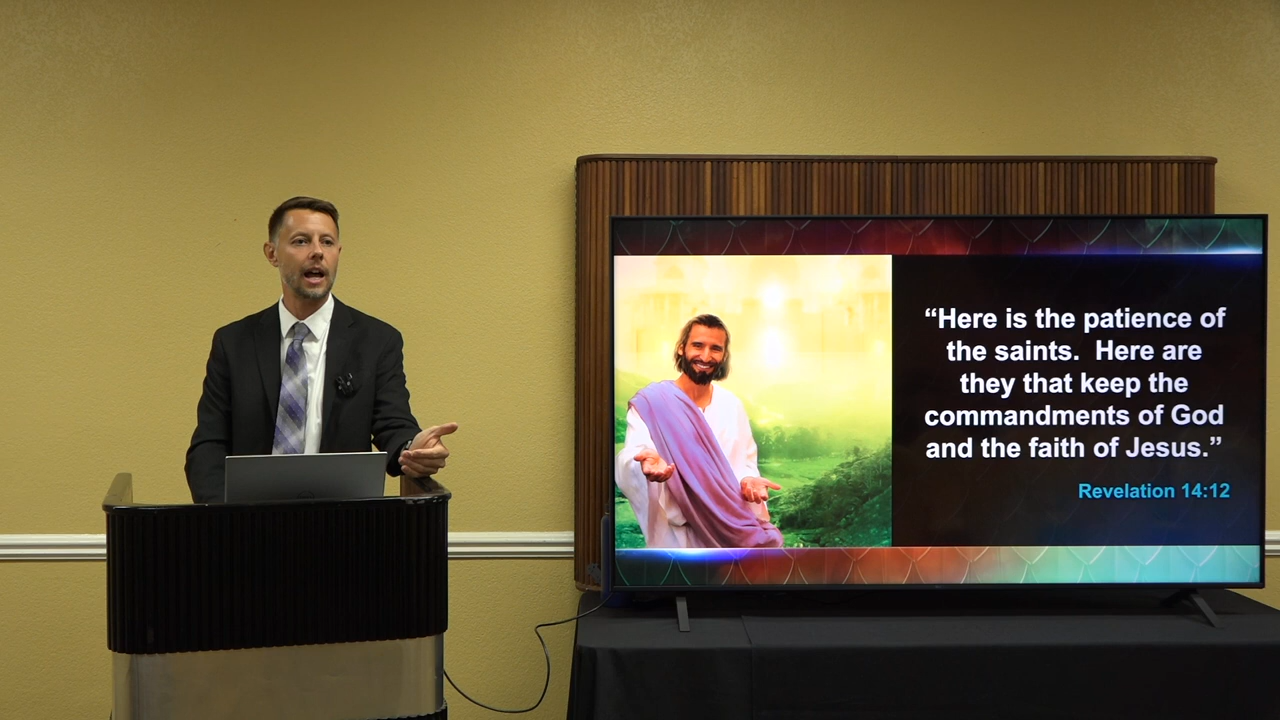 “Here is the patience of
the saints.  Here are
they that keep the
commandments of God
and the faith of Jesus.”
Revelation 14:12